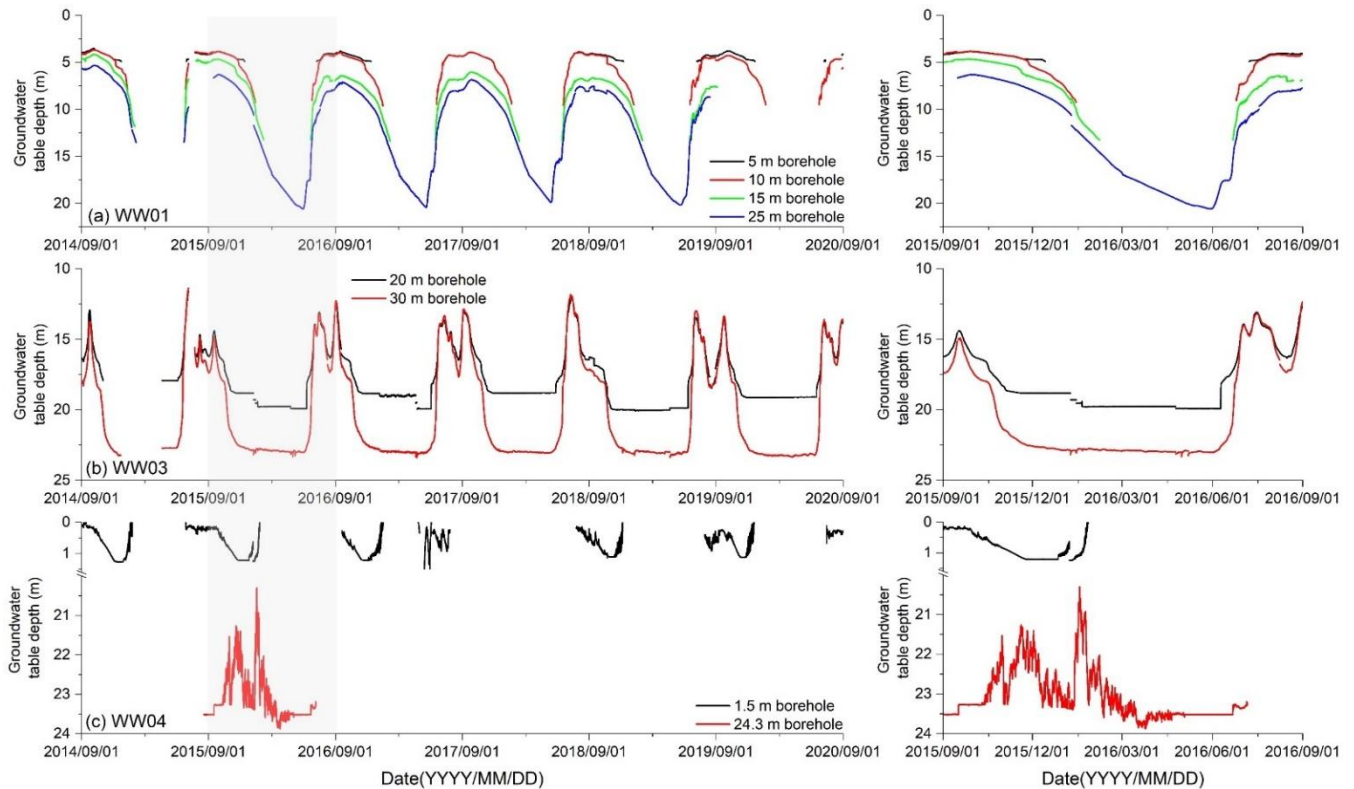 0
5
10
15
20
Groundwater
table depth (m)
(a) WW01
5 m borehole
10 m borehole
15 m borehole
25 m borehole
2014/09/01 2015/09/01 2016/09/01 2017/09/01 2018/09/01 2019/09/01 2020/09/01
0
5
10
15
20
Groundwater
table depth (m)
2015/09/01 2015/12/01 2016/03/01 2016/06/01 2016/09/01
10
15
20
25
Groundwater
table depth (m)
(b) WW03
20 m borehole
30 m borehole
2014/09/01 2015/09/01 2016/09/01 2017/09/01 2018/09/01 2019/09/01 2020/09/01
10
15
20
25
Groundwater
table depth (m)
2015/09/01 2015/12/01 2016/03/01 2016/06/01 2016/09/01
0
1
21
22
23
24
Groundwater
table depth (m)
(c) WW04
1.5 m borehole
24.3 m borehole
2014/09/01 2015/09/01 2016/09/01 2017/09/01 2018/09/01 2019/09/01 2020/09/01
Date(YYYY/MM/DD)
0
1
21
22
23
24
Groundwater
table depth (m)
2015/09/01 2015/12/01 2016/03/01 2016/06/01 2016/09/01
Date(YYYY/MM/DD)